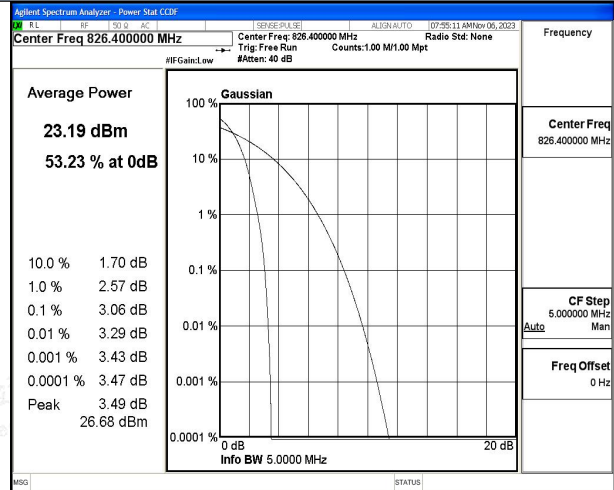 Agilent Spectrum Analyzer - Power Stat CCDF
RL RF 50 Ω AC SENSE:PULSE ALIGN AUTO 07:55:11 AM Nov 06, 2023
Center Freq 826.400000 MHz
Center Freq: 826.400000 MHz Radio Std: None
Trig: Free Run Counts:1.00 M/1.00 Mpt
#IFGain:Low #Atten: 40 dB
Frequency
Average Power
23.19 dBm
53.23 % at 0dB
10.0 % 1.70 dB
1.0 % 2.57 dB
0.1 % 3.06 dB
0.01 % 3.29 dB
0.001 % 3.43 dB
0.0001 % 3.47 dB
Peak 3.49 dB
26.68 dBm
Gaussian
100 %
10 %
1 %
0.1 %
0.01 %
0.001 %
0.0001 %
0 dB 20 dB
Info BW 5.0000 MHz
Center Freq
826.400000 MHz
CF Step
5.000000 MHz
Auto Man
Freq Offset
0 Hz
MSG STATUS